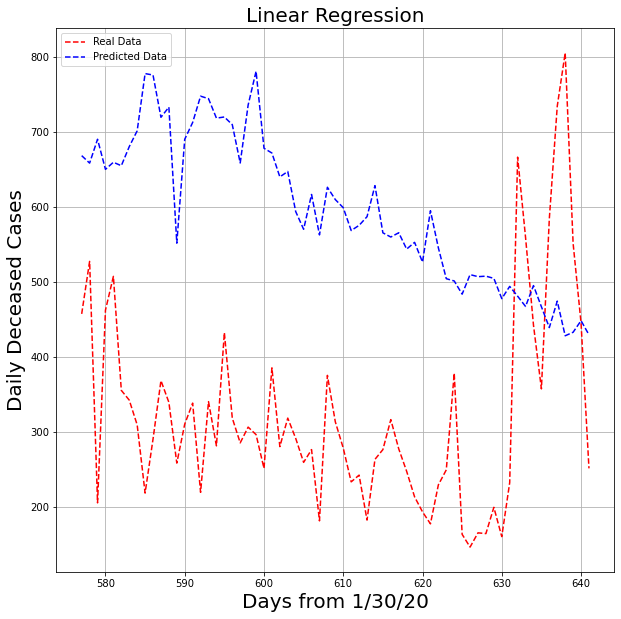 Linear Regression
Real Data
Predicted Data
Daily Deceased Cases
800
700
600
500
400
300
200
580 590 600 610 620 630 640
Days from 1/30/20